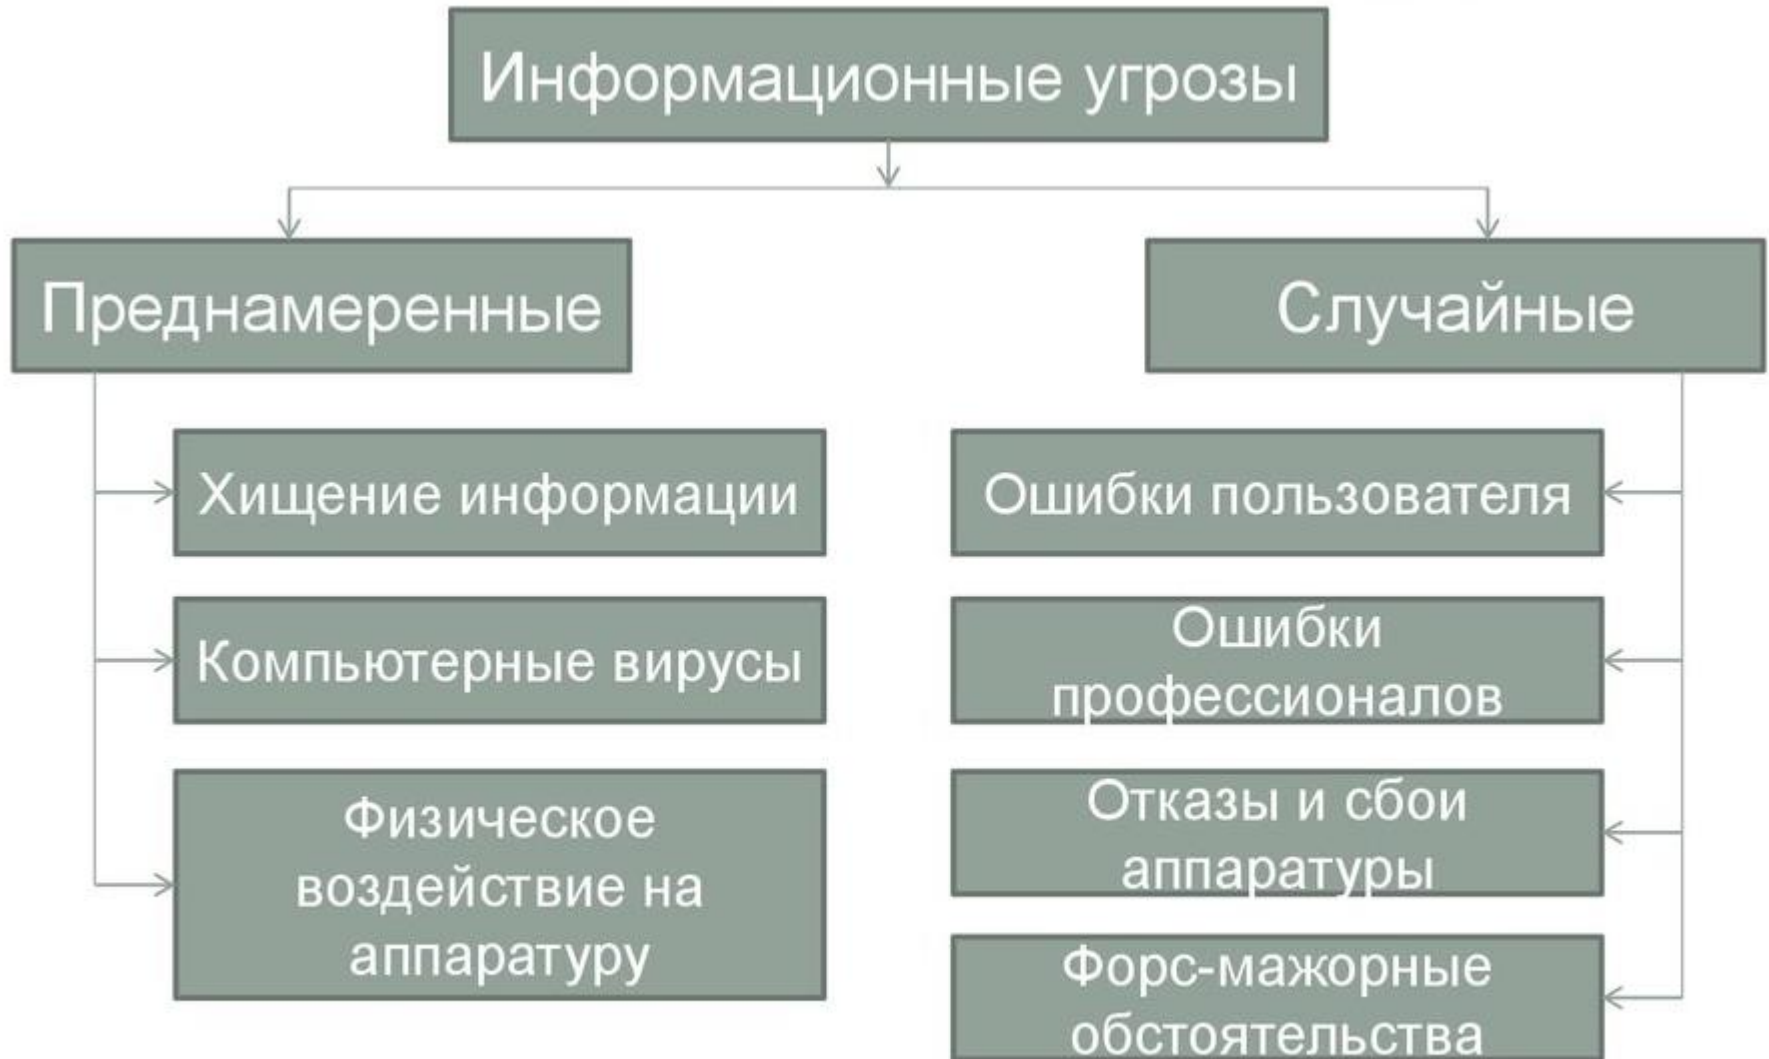 Информационные угрозы
Преднамеренные
Хищение информации
Компьютерные вирусы
Физическое
воздействие на
аппаратуру
Случайные
Ошибки пользователя
Ошибки
профессионалов
Отказы и сбои
аппаратуры
Форс-мажорные
обстоятельства